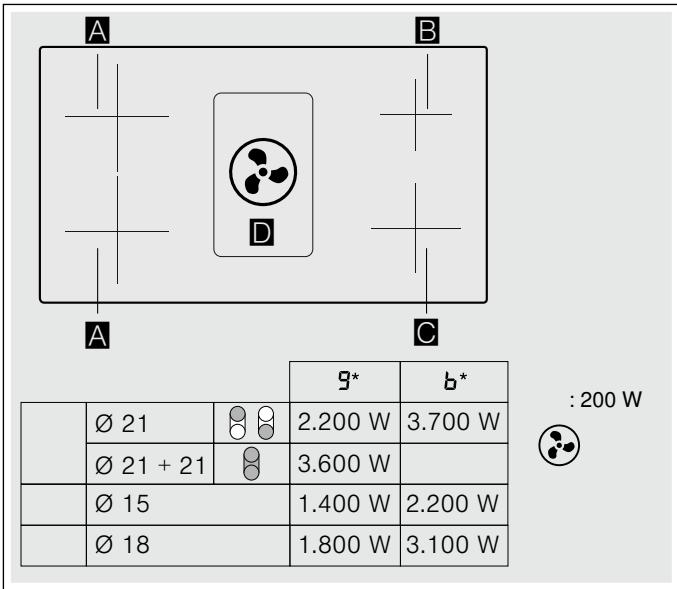 A B
D
A C
9* b*
Ø 21 2.200 W 3.700 W
Ø 21 + 21 3.600 W
Ø 15 1.400 W 2.200 W
Ø 18 1.800 W 3.100 W
: 200 W